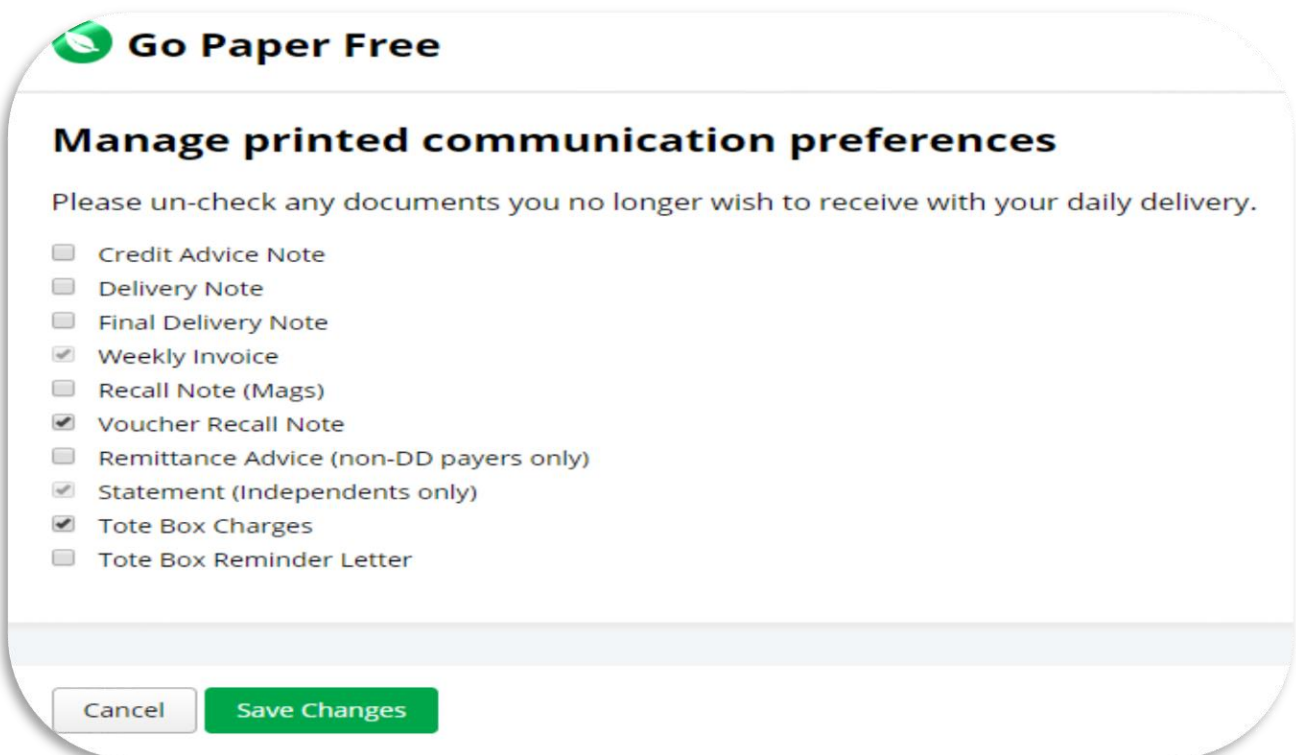 Go Paper Free
Manage printed communication preferences
Please un-check any documents you no longer wish to receive with your daily delivery.
Credit Advice Note
Delivery Note
Final Delivery Note
Weekly Invoice
Recall Note (Mags)
Voucher Recall Note
Remittance Advice (non-DD payers only)
Statement (Independents only)
Tote Box Charges
Tote Box Reminder Letter
Cancel Save Changes